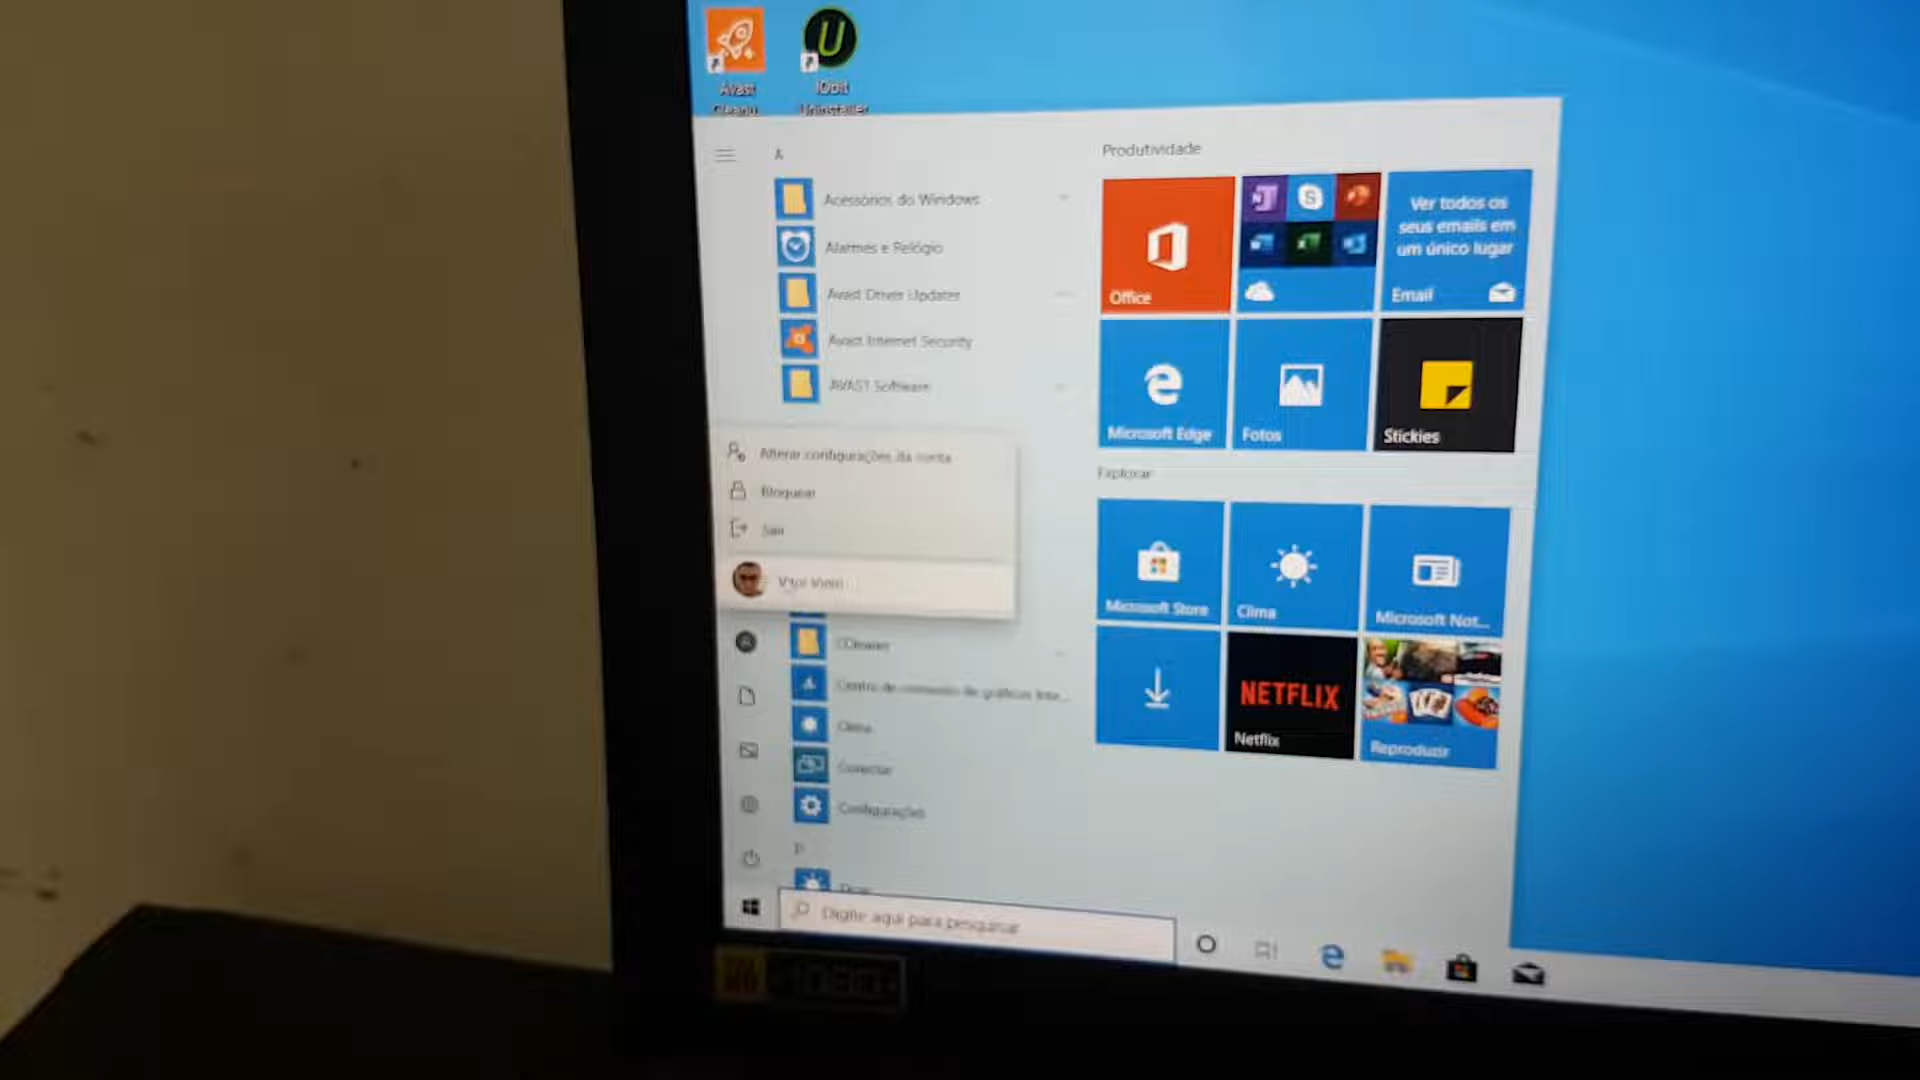 Avast
Cleanu...
IObit
Uninstaller
A
Acessórios do Windows
Alarmes e Relógio
Avast Driver Updater
Avast Internet Security
AVAST Software
Alterar configurações da conta
Bloquear
Sair
CCleaner
Centro de comando de gráficos Inte...
Clima
Conectar
Configurações
D
Dicas
Digite aqui para pesquisar
Produtividade
Office
Ver todos os
seus emails em
um único lugar
Email
Microsoft Edge
Fotos
Stickies
Explorar
Microsoft Store
Clima
Microsoft Not...
NETFLIX
Netflix
Reproduzir